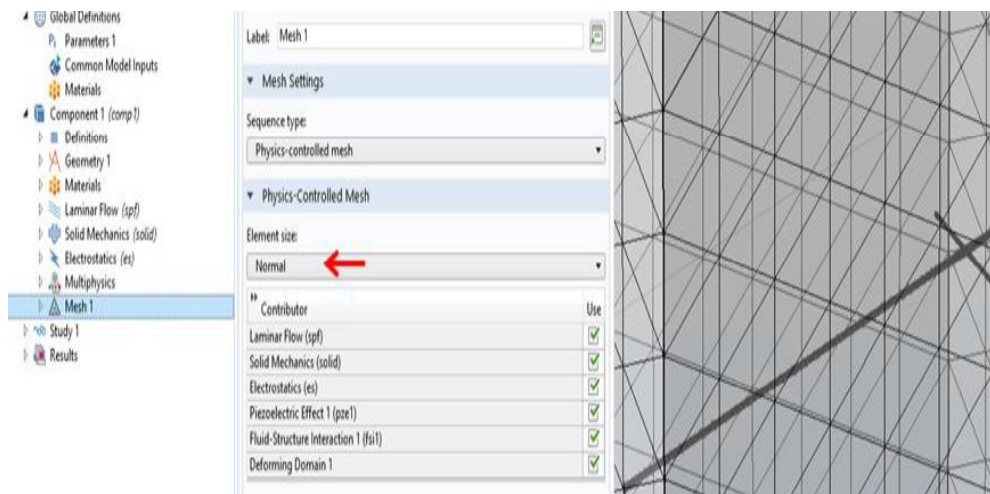 Global Definitions
Pi Parameters 1
Common Model Inputs
Materials
Component 1 (comp1)
Definitions
Geometry 1
Materials
Laminar Flow (spf)
Solid Mechanics (solid)
Electrostatics (es)
Multiphysics
Mesh 1
Study 1
Results
Label: Mesh 1
Mesh Settings
Sequence type:
Physics-controlled mesh
Physics-Controlled Mesh
Element size:
Normal
Contributor Use
Laminar Flow (spf)
Solid Mechanics (solid)
Electrostatics (es)
Piezoelectric Effect 1 (pze1)
Fluid-Structure Interaction 1 (fsi1)
Deforming Domain 1